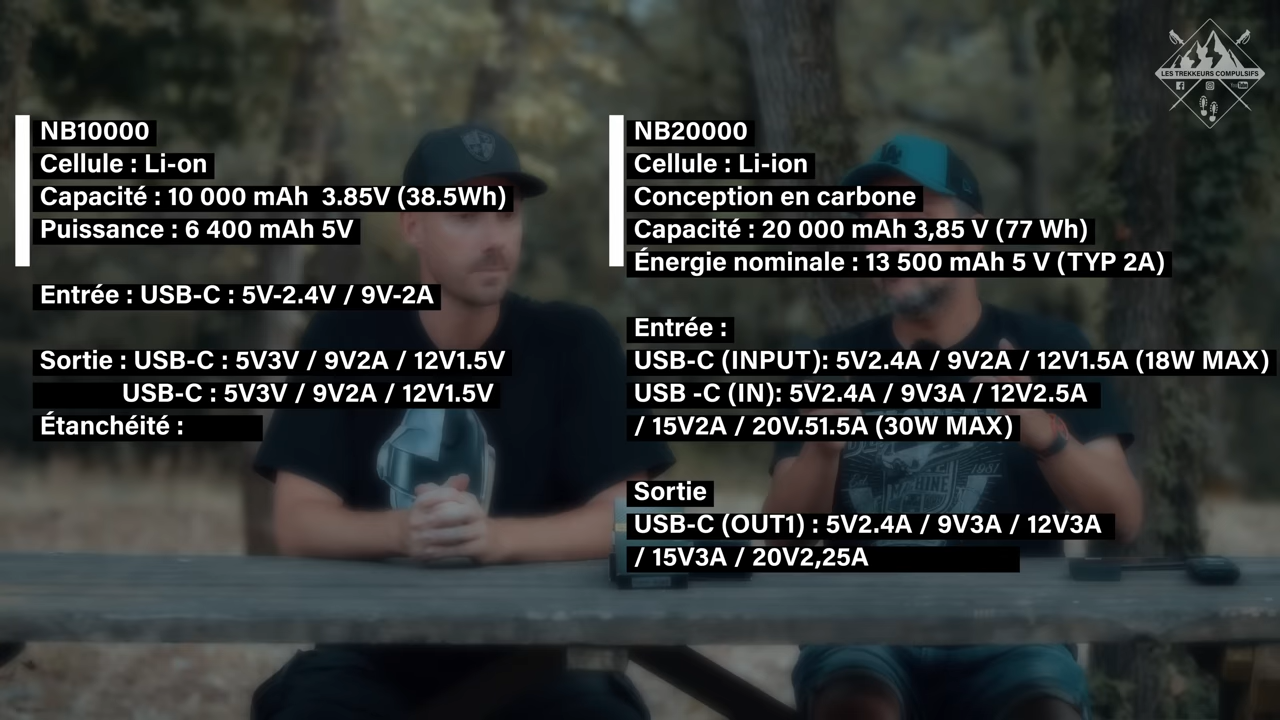 LES TREKKEURS COMPULSIFS
NB10000
Cellule : Li-on
Capacité : 10 000 mAh 3.85V (38.5Wh)
Puissance : 6 400 mAh 5V
Entrée : USB-C : 5V-2.4V / 9V-2A
Sortie : USB-C : 5V3V / 9V2A / 12V1.5V
USB-C : 5V3V / 9V2A / 12V1.5V
Étanchéité :
NB20000
Cellule : Li-ion
Conception en carbone
Capacité : 20 000 mAh 3,85 V (77 Wh)
Énergie nominale : 13 500 mAh 5 V (TYP 2A)
Entrée :
USB-C (INPUT): 5V2.4A / 9V2A / 12V1.5A (18W MAX)
USB -C (IN): 5V2.4A / 9V3A / 12V2.5A
/ 15V2A / 20V.51.5A (30W MAX)
Sortie
USB-C (OUT1) : 5V2.4A / 9V3A / 12V3A
/ 15V3A / 20V2,25A
1951